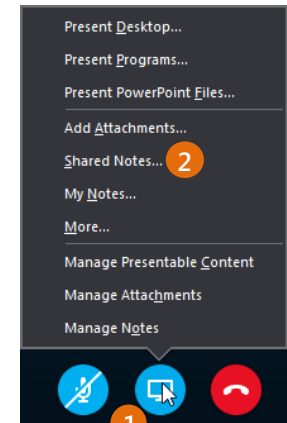 Present Desktop...
Present Programs...
Present PowerPoint Files...
Add Attachments...
Shared Notes... 2
My Notes...
More...
Manage Presentable Content
Manage Attachments
Manage Notes
1